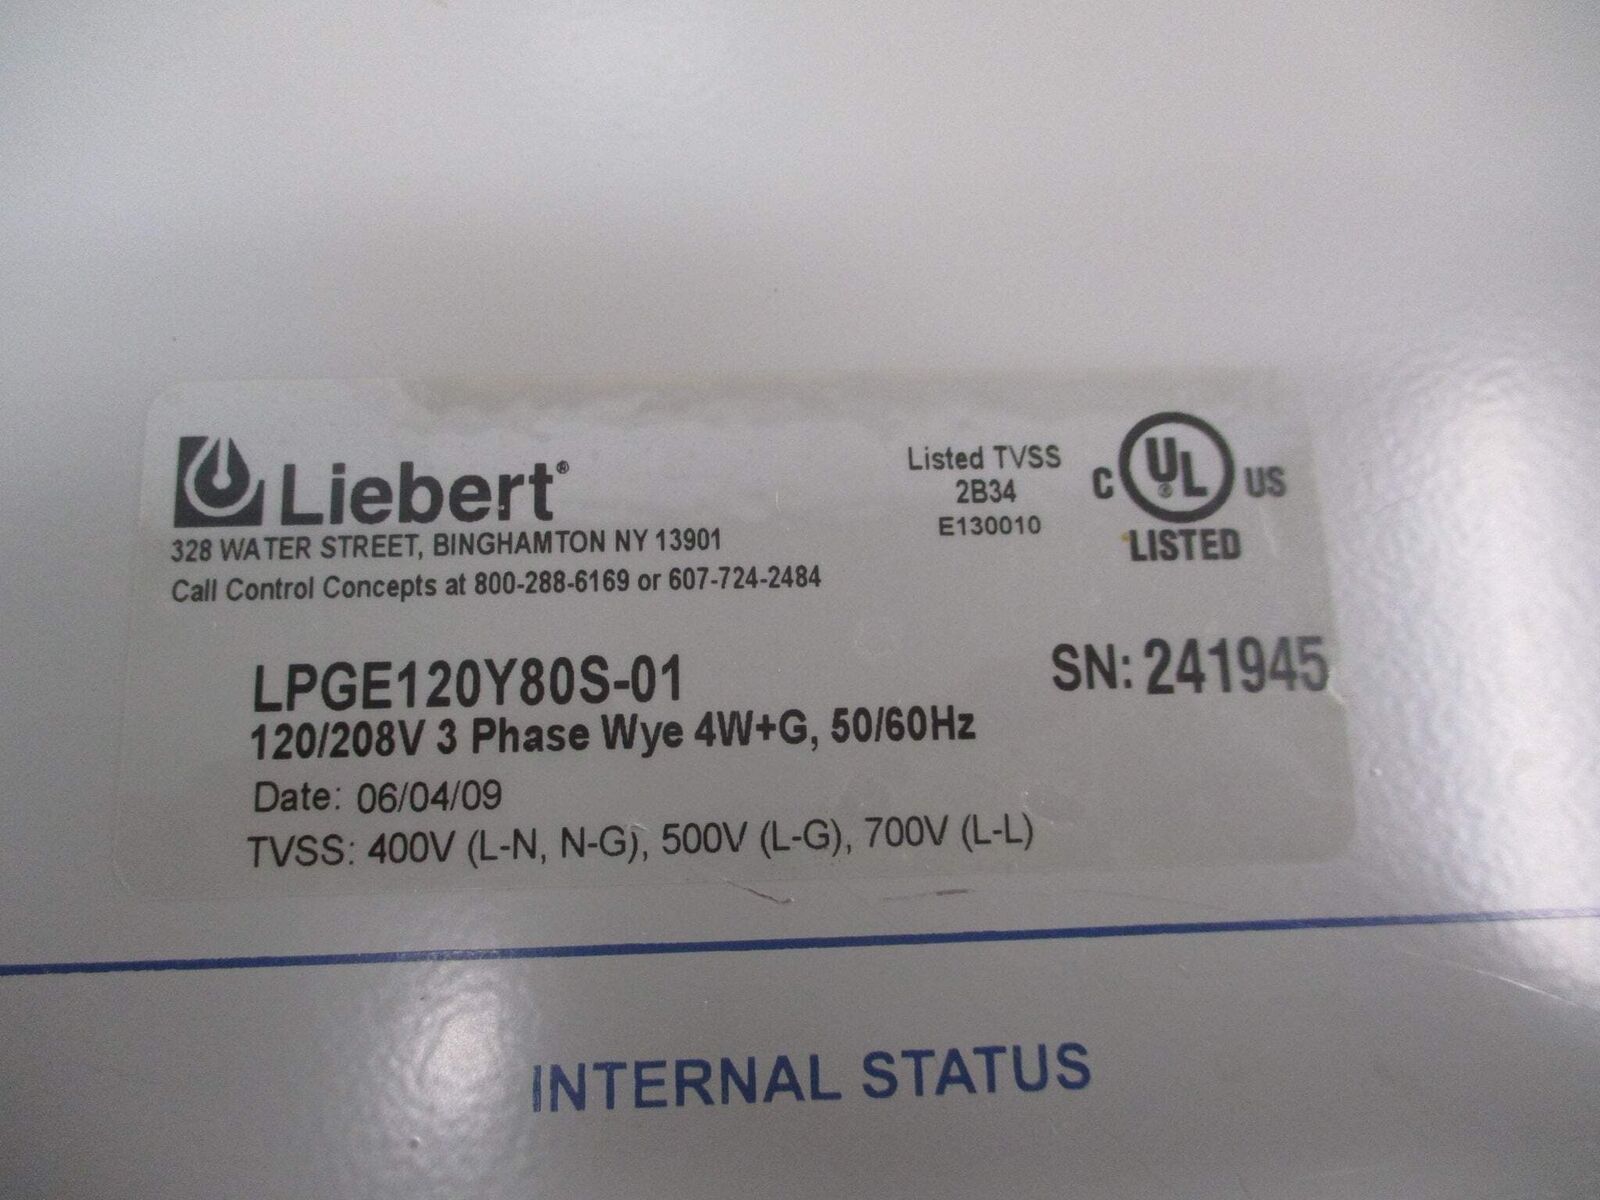 Liebert®
328 WATER STREET, BINGHAMTON NY 13901
Call Control Concepts at 800-288-6169 or 607-724-2484
Listed TVSS
2B34
E130010
C UL® US
LISTED
LPGE120Y80S-01
SN: 241945
120/208V 3 Phase Wye 4W+G, 50/60Hz
Date: 06/04/09
TVSS: 400V (L-N, N-G), 500V (L-G), 700V (L-L)
INTERNAL STATUS